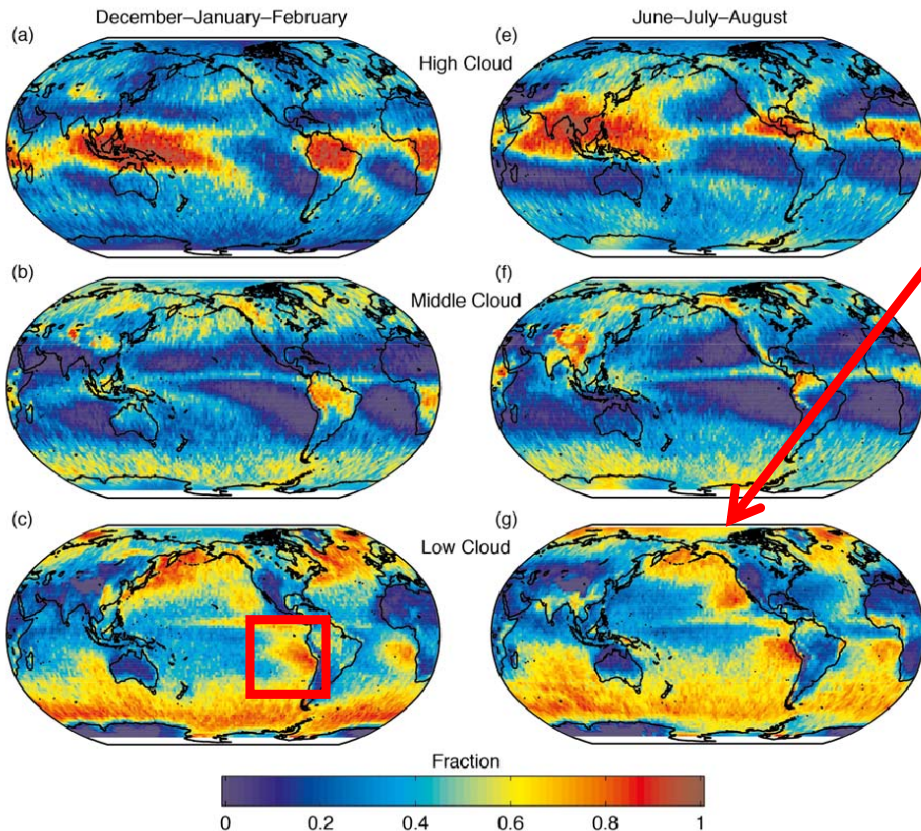 December–January–February
June–July–August
(a)
(e)
High Cloud
(b)
(f)
Middle Cloud
(c)
(g)
Low Cloud
Fraction
0 0.2 0.4 0.6 0.8 1